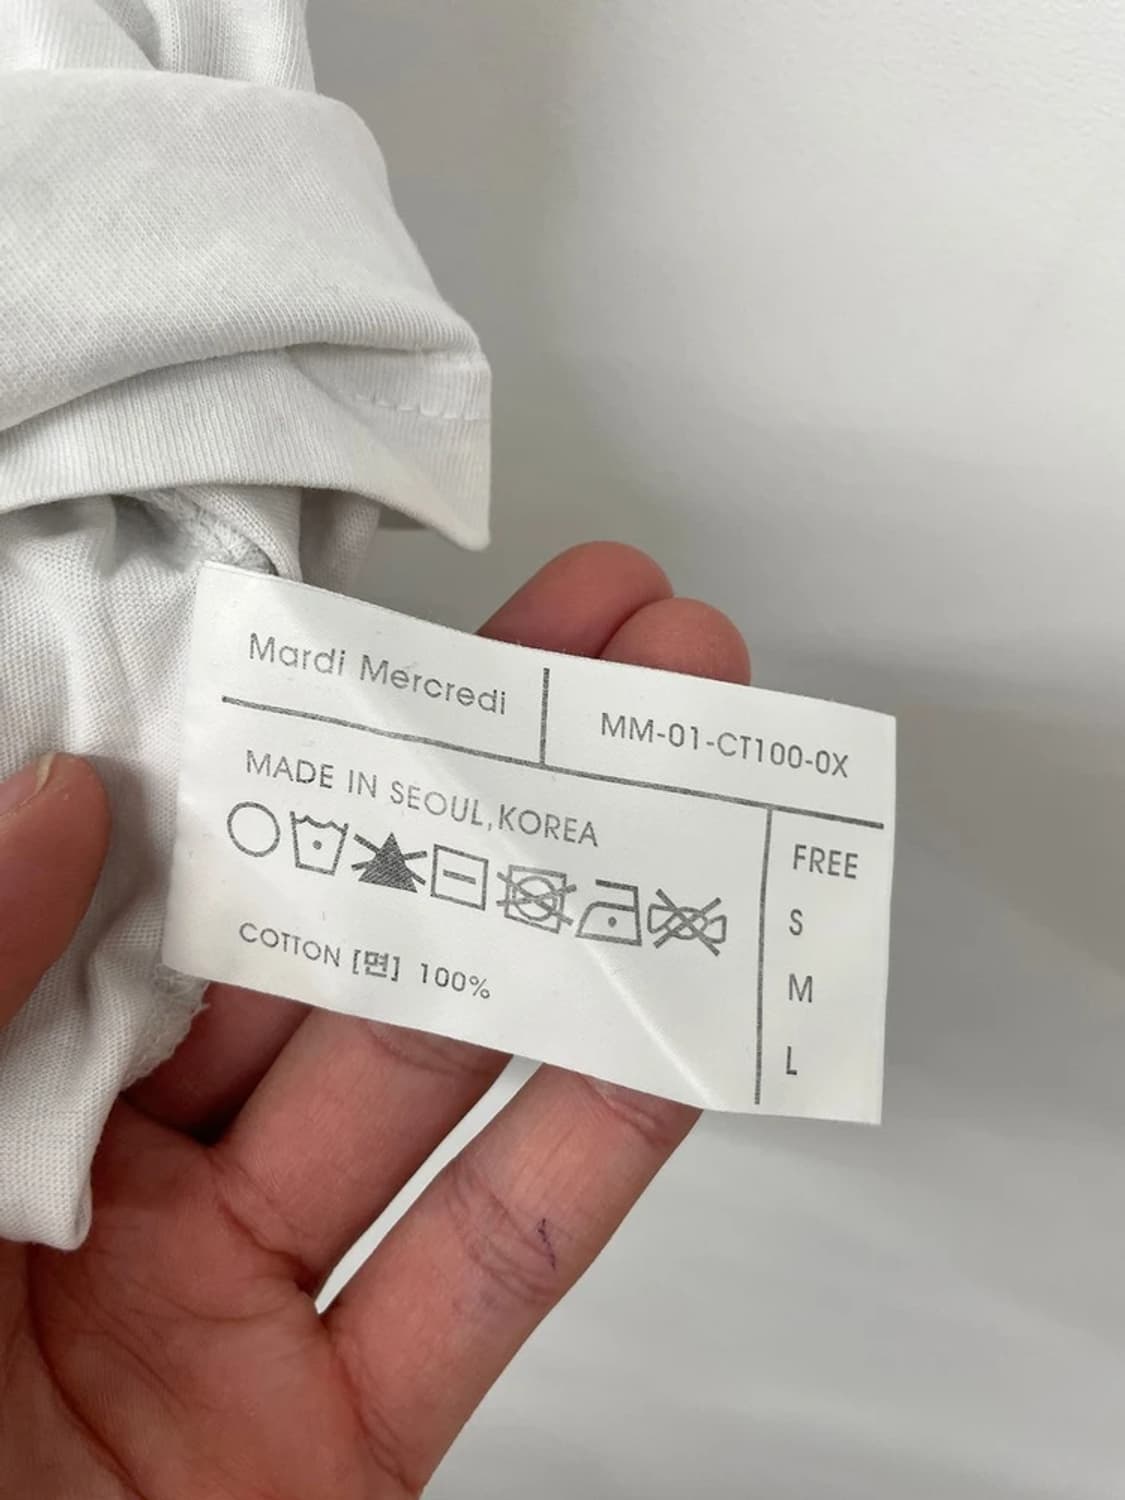 Mardi Mercredi
MM-01-CT100-0X
MADE IN SEOUL,KOREA
COTTON [면] 100%
FREE
S
M
L